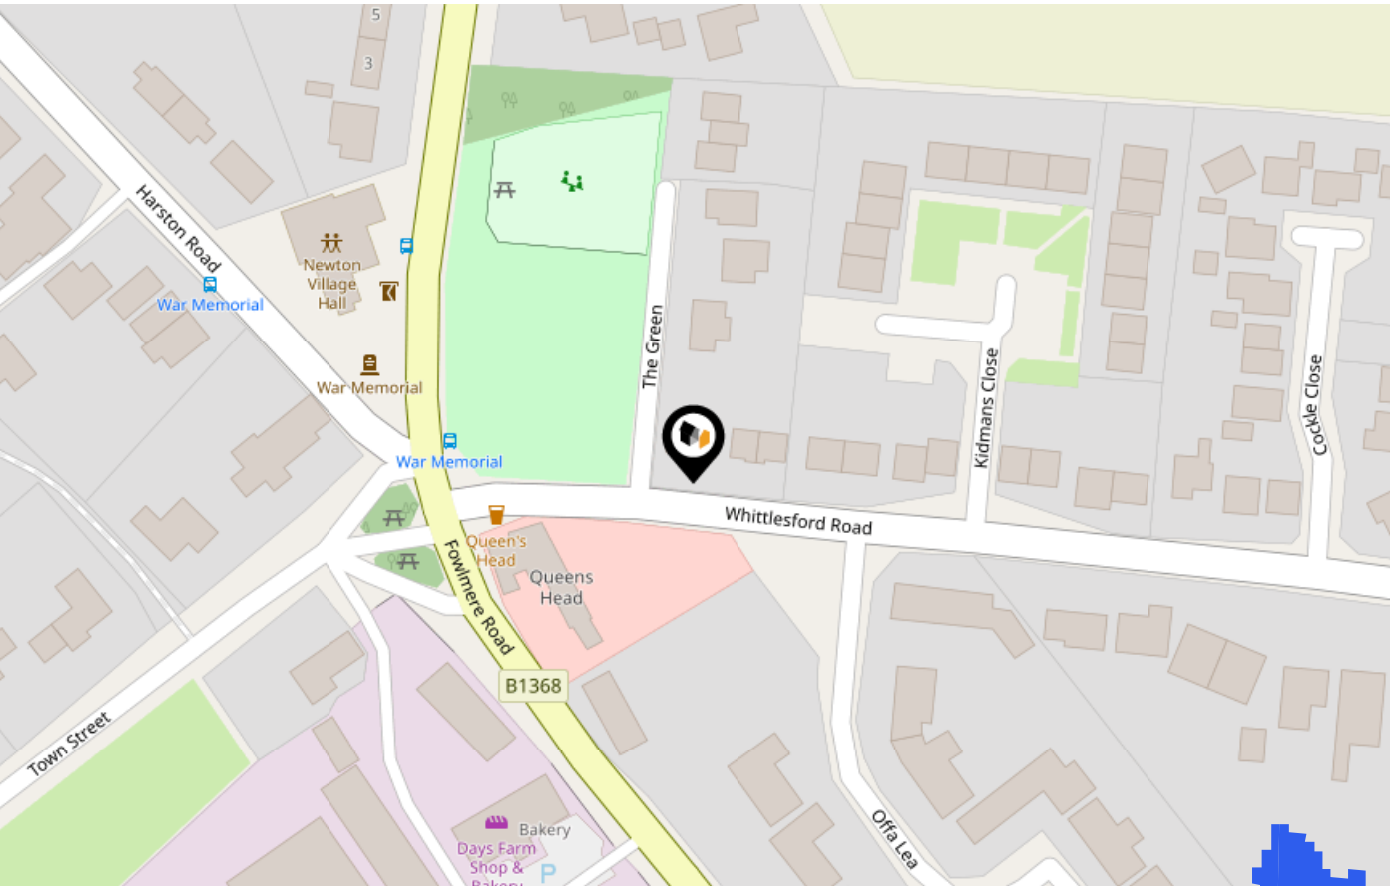 5
3
Harston Road
Newton
Village
Hall
War Memorial
War Memorial
War Memorial
The Green
Kidmans Close
Cockle Close
Whittlesford Road
Queen's
Head
Queens
Head
Fowlmere Road
B1368
Town Street
Offa Lea
Bakery
Days Farm
Shop &
Bakery
P